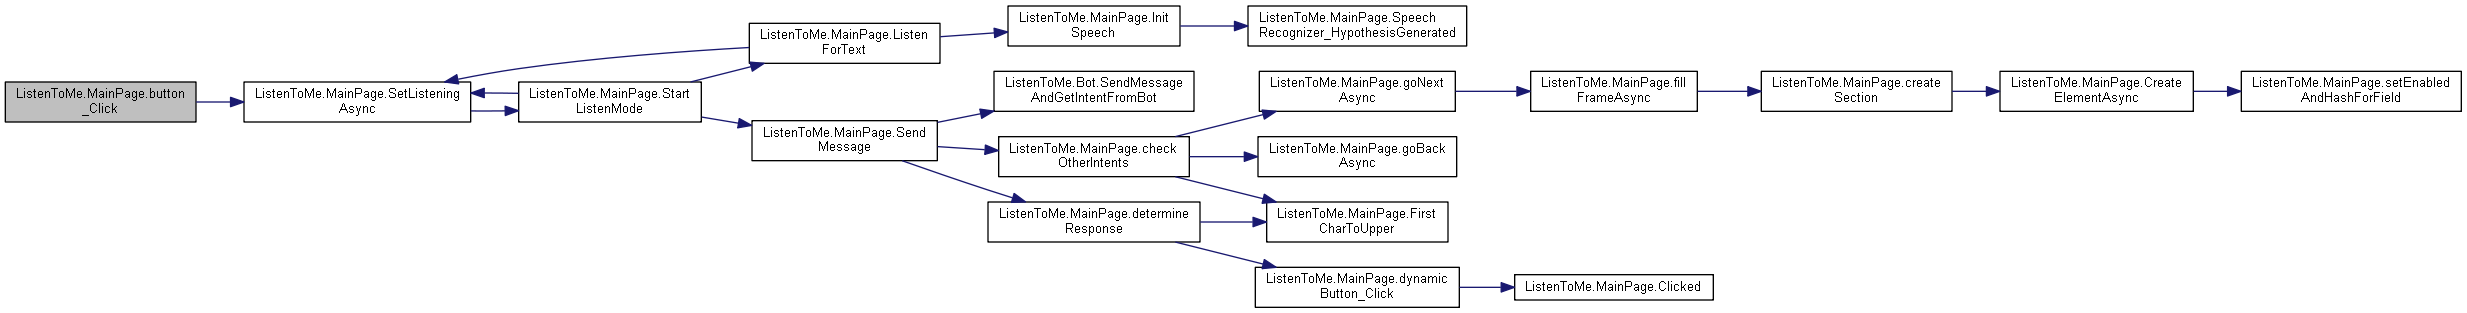 ListenToMe.MainPage.button
_Click
ListenToMe.MainPage.SetListening
Async
ListenToMe.MainPage.Start
ListenMode
ListenToMe.MainPage.Listen
ForText
ListenToMe.MainPage.Send
Message
ListenToMe.MainPage.Init
Speech
ListenToMe.Bot.SendMessage
AndGetIntentFromBot
ListenToMe.MainPage.check
OtherIntents
ListenToMe.MainPage.determine
Response
ListenToMe.MainPage.Speech
Recognizer_HypothesisGenerated
ListenToMe.MainPage.goNext
Async
ListenToMe.MainPage.goBack
Async
ListenToMe.MainPage.First
CharToUpper
ListenToMe.MainPage.dynamic
Button_Click
ListenToMe.MainPage.fill
FrameAsync
ListenToMe.MainPage.Clicked
ListenToMe.MainPage.create
Section
ListenToMe.MainPage.Create
ElementAsync
ListenToMe.MainPage.setEnabled
AndHashForField